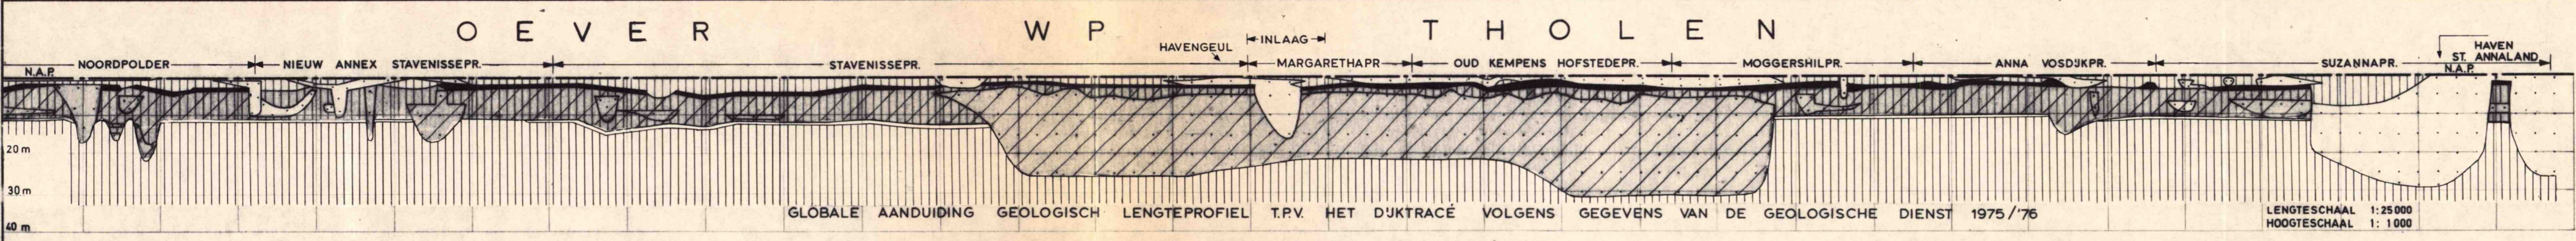 OEVER WP THOLEN
HAVENGEUL INLAAG HAVEN
ST. ANNALAND
N.A.P. NOORDPOLDER NIEUW ANNEX STAVENISSEPR. STAVENISSEPR. MARGARETHAPR OUD KEMPENS HOFSTEDEPR. MOGGERSHILPR. ANNA VOSDIJKPR. SUZANNAPR. N.A.P.
20 m
30 m
40 m
GLOBALE AANDUIDING GEOLOGISCH LENGTEPROFIEL T.P.V. HET DIJKTRACÉ VOLGENS GEGEVENS VAN DE GEOLOGISCHE DIENST 1975/'76
LENGTESCHAAL 1:25000
HOOGTESCHAAL 1: 1000